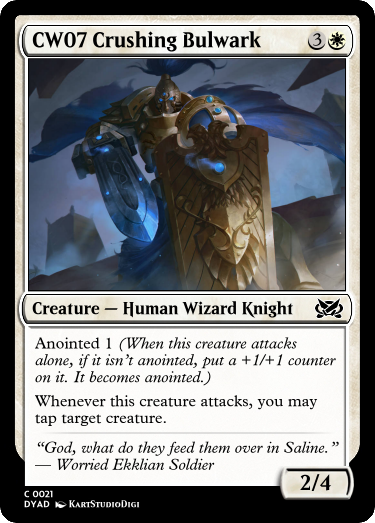 CW07 Crushing Bulwark 3
Creature — Human Wizard Knight
Anointed 1 (When this creature attacks
alone, if it isn't anointed, put a +1/+1 counter
on it. It becomes anointed.)
Whenever this creature attacks, you may
tap target creature.
“God, what do they feed them over in Saline.”
— Worried Ekklian Soldier
2/4
C 0021
DYAD KartStudioDigi